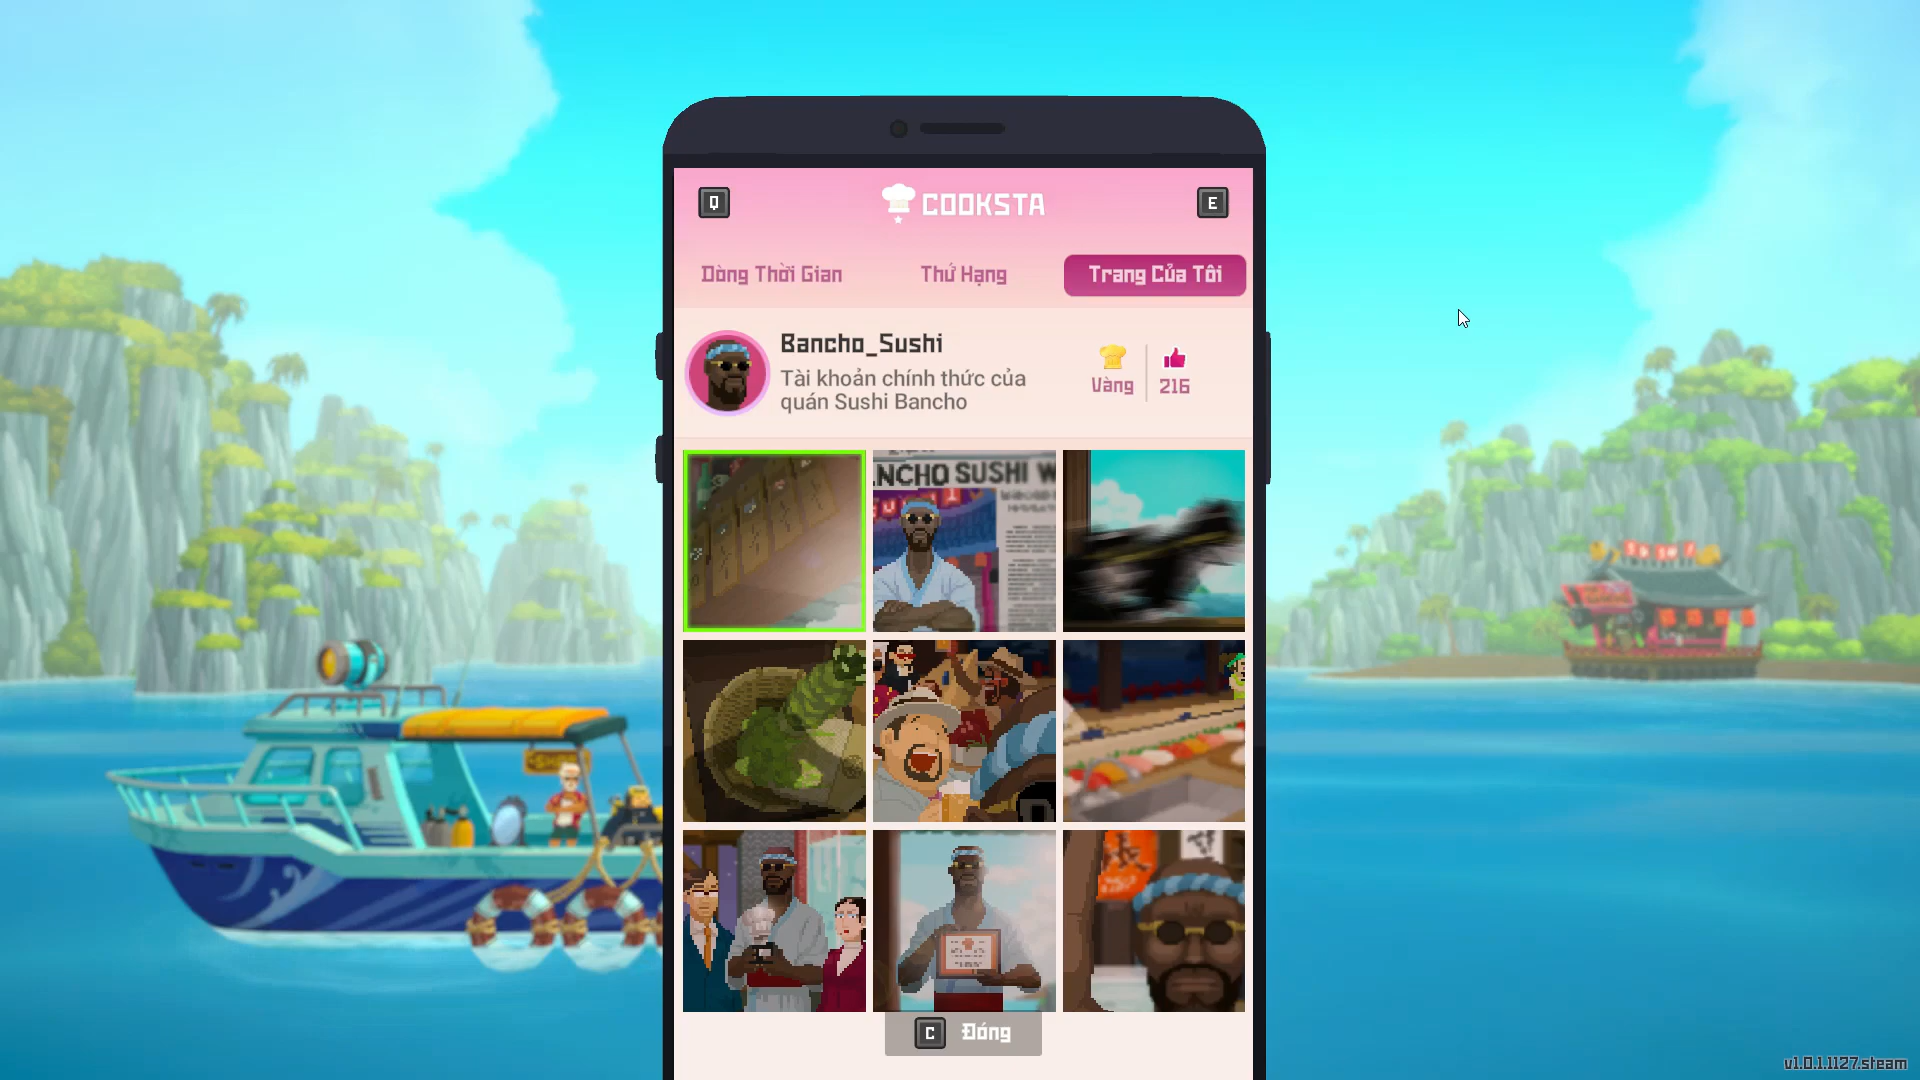 Q
COOKSTA
E
Dòng Thời Gian
Thứ Hạng
Trang Của Tôi
Bancho_Sushi
Tài khoản chính thức của
quán Sushi Bancho
Vàng
216
NCHO SUSHI W
C Đóng
v1.0.1.1127.steam